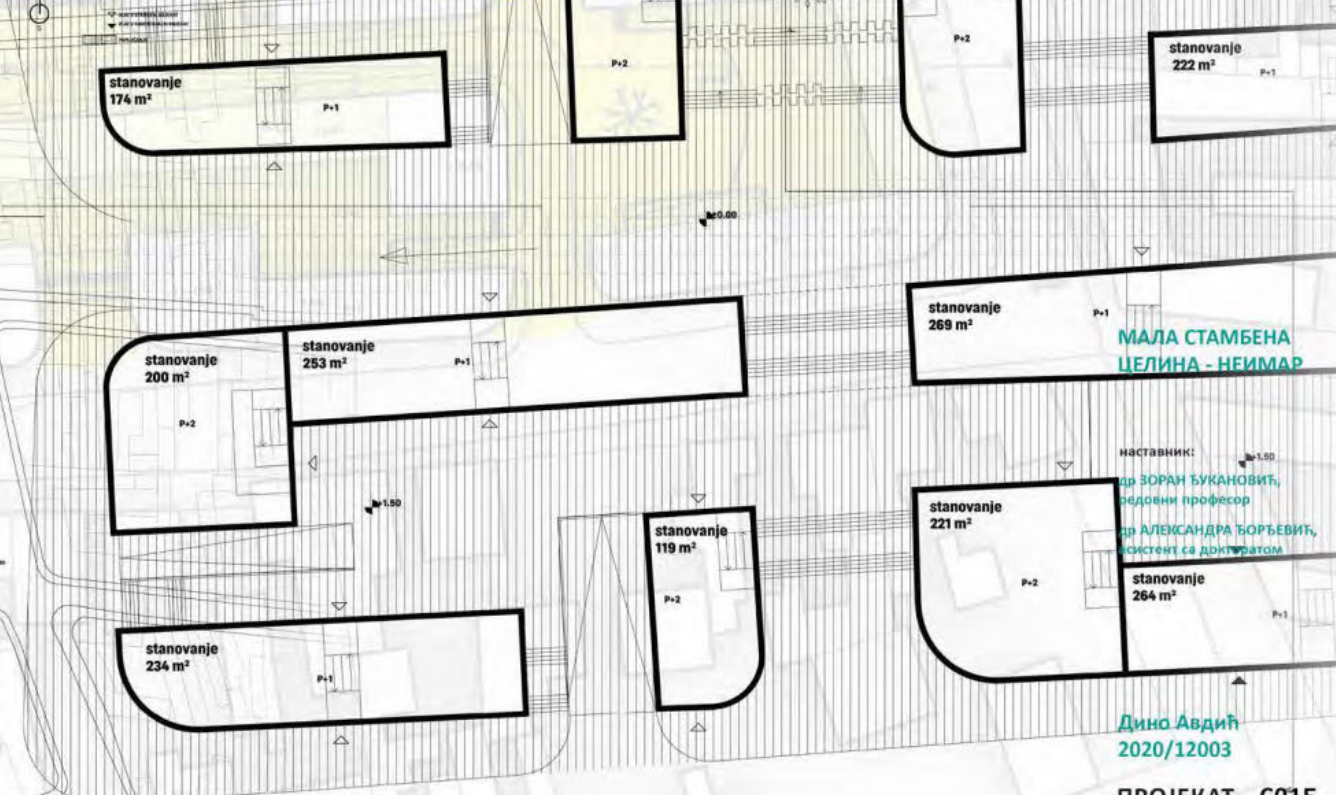 stanovanje
174 m²
P+1
P+2
P+2
stanovanje
222 m²
P+1
±0.00
stanovanje
200 m²
P+2
stanovanje
253 m²
P+1
stanovanje
269 m²
P+1
МАЛА СТАМБЕНА
ЦЕЛИНА - НЕИМАР
наставник:
др ЗОРАН ЂУКАНОВИЋ,
редовни професор
др АЛЕКСАНДРА ЂОРЂЕВИЋ,
асистент са докторатом
-1.50
-1.50
stanovanje
119 m²
P+2
stanovanje
221 m²
P+2
stanovanje
264 m²
P+1
stanovanje
234 m²
P+1
Дино Авдић
2020/12003
ПРОЈЕКАТ